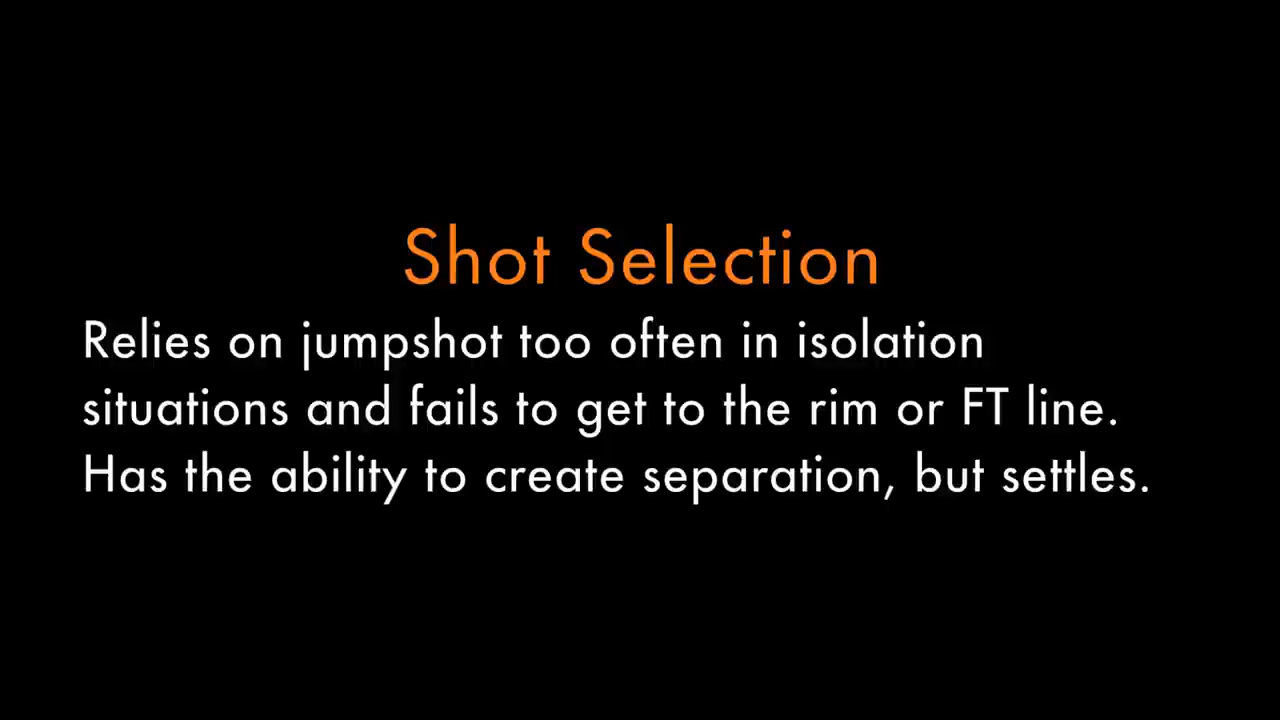 Shot Selection
Relies on jumpshot too often in isolation
situations and fails to get to the rim or FT line.
Has the ability to create separation, but settles.